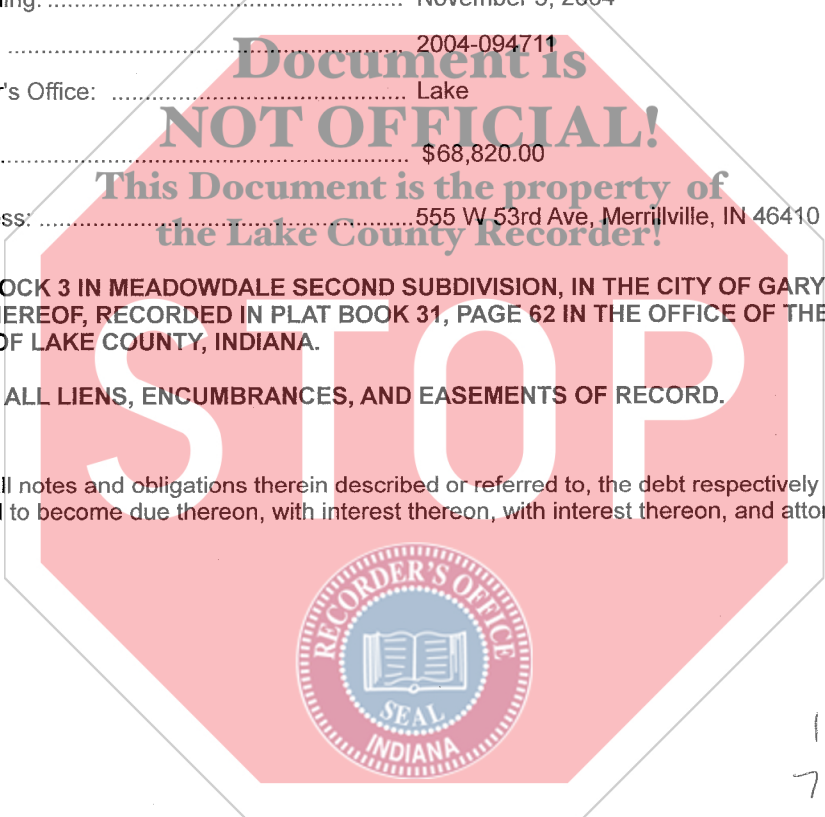 ing: ........ November 5, 2004
........ 2004-094711
Document is
r's Office: ........ Lake
NOT OFFICIAL!
........ $68,820.00
This Document is the property of
ess: ........ 555 W 53rd Ave, Merrillville, IN 46410
the Lake County Recorder!
OCK 3 IN MEADOWDALE SECOND SUBDIVISION, IN THE CITY OF GARY
HEREOF, RECORDED IN PLAT BOOK 31, PAGE 62 IN THE OFFICE OF THE
OF LAKE COUNTY, INDIANA.
ALL LIENS, ENCUMBRANCES, AND EASEMENTS OF RECORD.
STOP
ll notes and obligations therein described or referred to, the debt respectively
to become due thereon, with interest thereon, with interest thereon, and attor
RECORDER'S OFFICE
SEAL
INDIANA